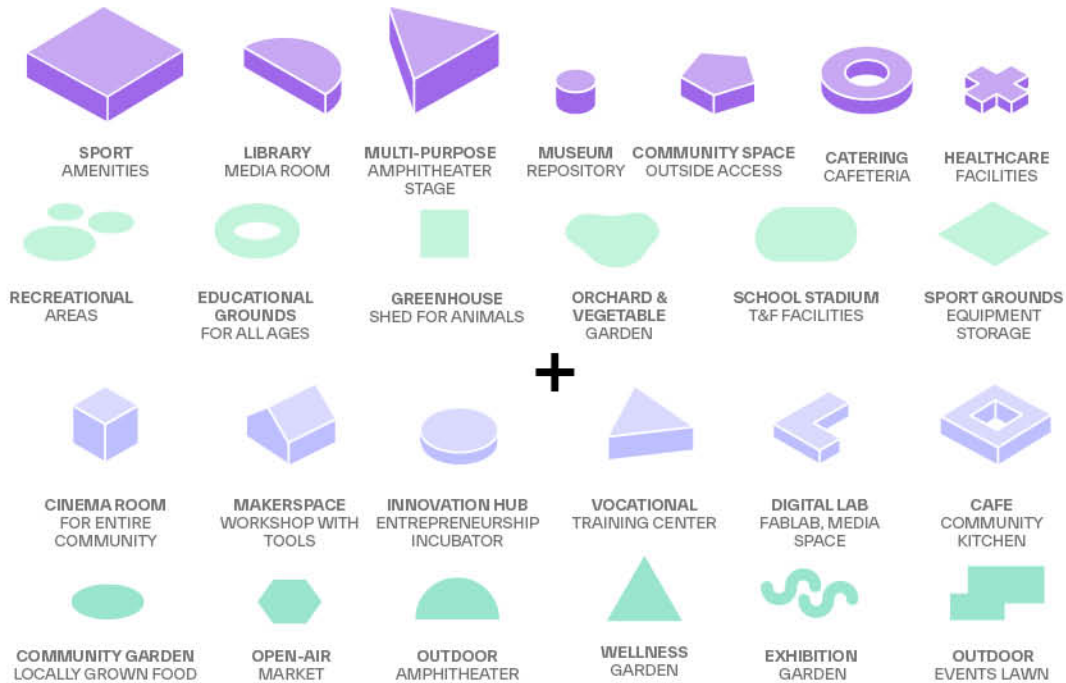 SPORT
AMENITIES
LIBRARY
MEDIA ROOM
MULTI-PURPOSE
AMPHITHEATER
STAGE
MUSEUM
REPOSITORY
COMMUNITY SPACE
OUTSIDE ACCESS
CATERING
CAFETERIA
HEALTHCARE
FACILITIES
RECREATIONAL
AREAS
EDUCATIONAL
GROUNDS
FOR ALL AGES
GREENHOUSE
SHED FOR ANIMALS
ORCHARD &
VEGETABLE
GARDEN
SCHOOL STADIUM
T&F FACILITIES
SPORT GROUNDS
EQUIPMENT
STORAGE
+
CINEMA ROOM
FOR ENTIRE
COMMUNITY
MAKERSPACE
WORKSHOP WITH
TOOLS
INNOVATION HUB
ENTREPRENEURSHIP
INCUBATOR
VOCATIONAL
TRAINING CENTER
DIGITAL LAB
FABLAB, MEDIA
SPACE
CAFE
COMMUNITY
KITCHEN
COMMUNITY GARDEN
LOCALLY GROWN FOOD
OPEN-AIR
MARKET
OUTDOOR
AMPHITHEATER
WELLNESS
GARDEN
EXHIBITION
GARDEN
OUTDOOR
EVENTS LAWN